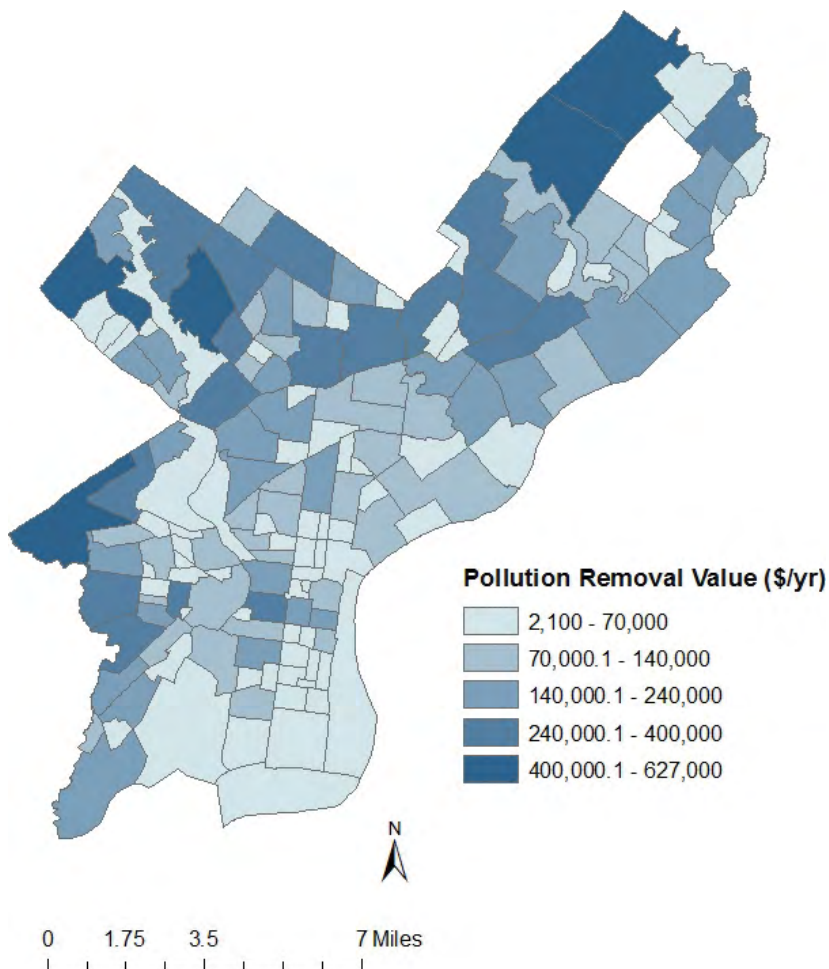 Pollution Removal Value ($/yr)
2,100 - 70,000
70,000.1 - 140,000
140,000.1 - 240,000
240,000.1 - 400,000
400,000.1 - 627,000
N
0 1.75 3.5 7 Miles